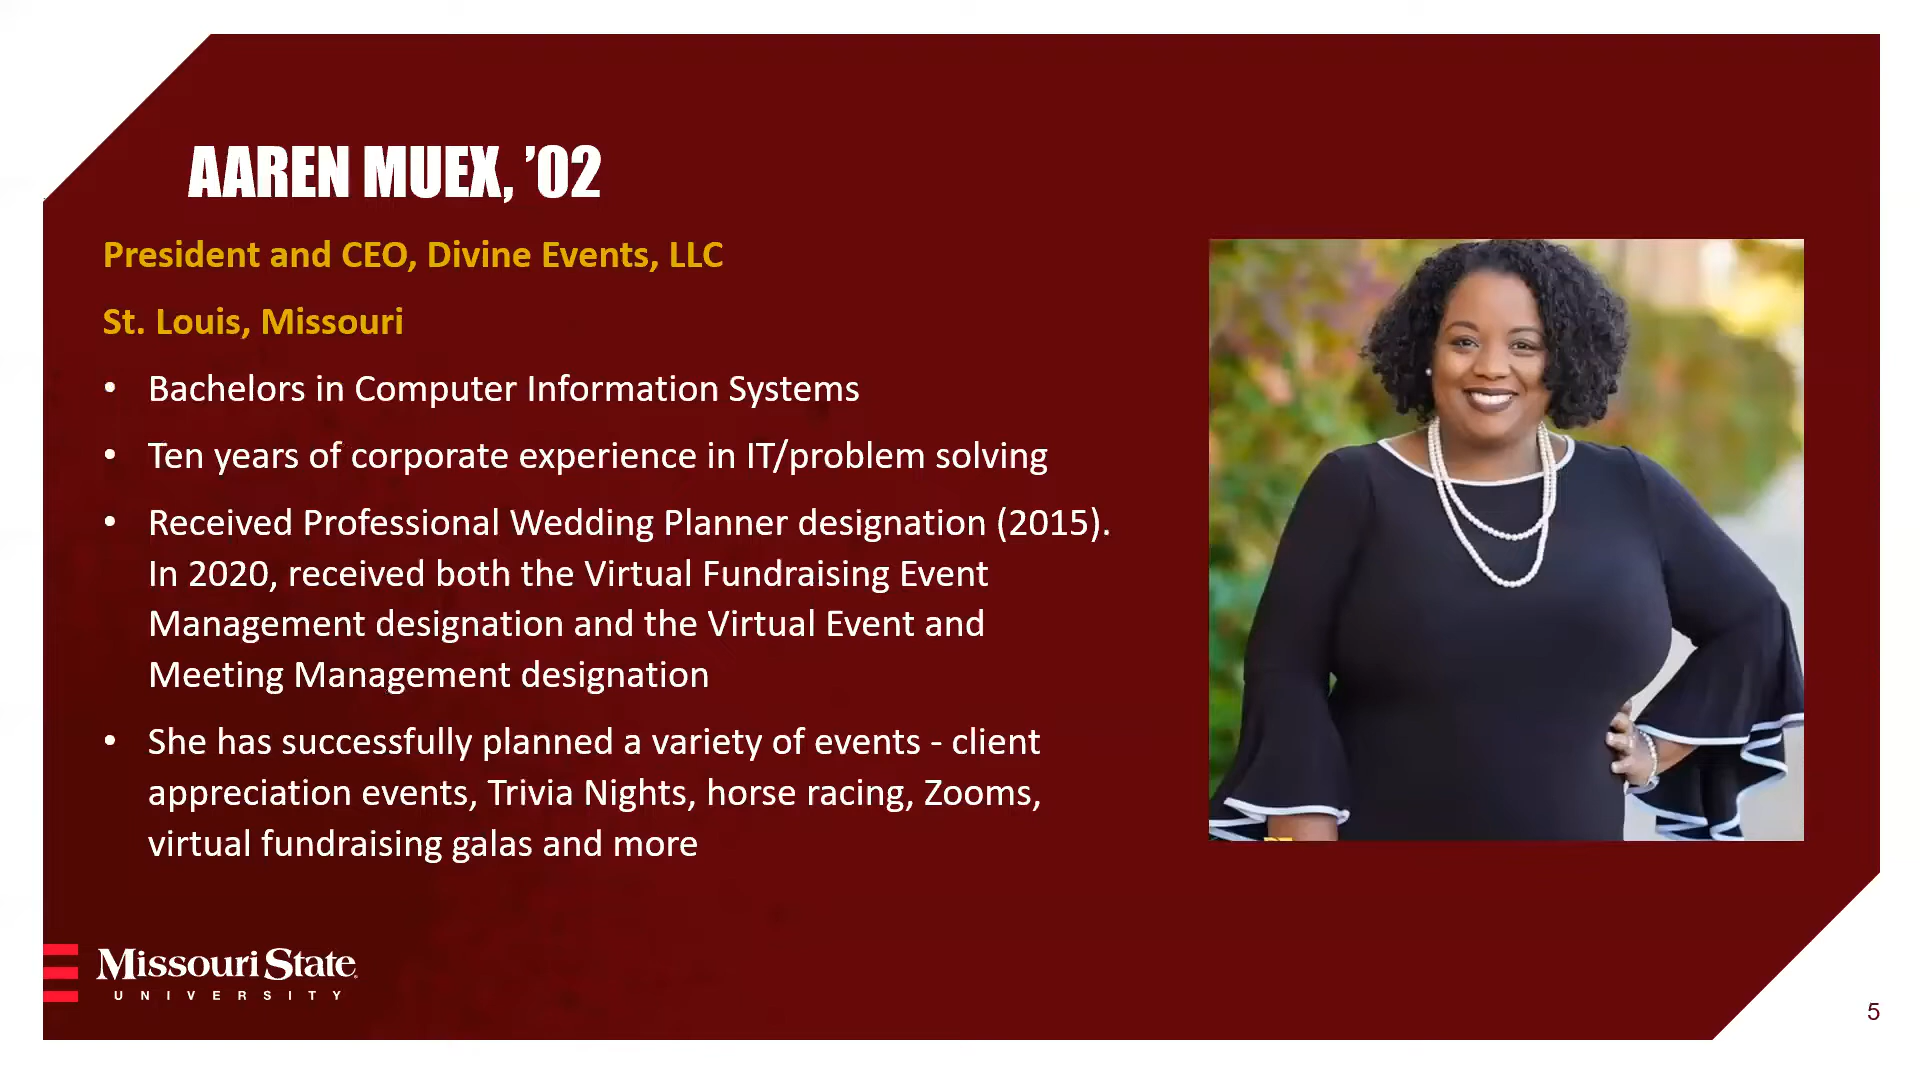 AAREN MUEX, ’02
President and CEO, Divine Events, LLC
St. Louis, Missouri
• Bachelors in Computer Information Systems
• Ten years of corporate experience in IT/problem solving
• Received Professional Wedding Planner designation (2015).
In 2020, received both the Virtual Fundraising Event
Management designation and the Virtual Event and
Meeting Management designation
• She has successfully planned a variety of events - client
appreciation events, Trivia Nights, horse racing, Zooms,
virtual fundraising galas and more
Missouri State
UNIVERSITY
5